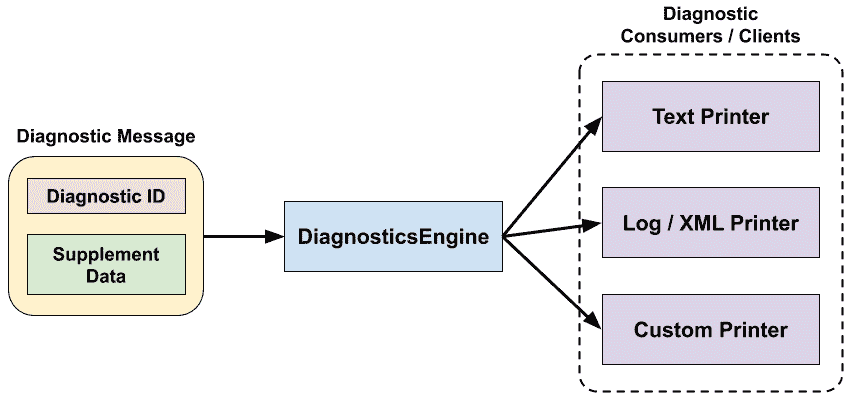 Diagnostic Message
Diagnostic ID
Supplement
Data
DiagnosticsEngine
Diagnostic
Consumers / Clients
Text Printer
Log / XML Printer
Custom Printer